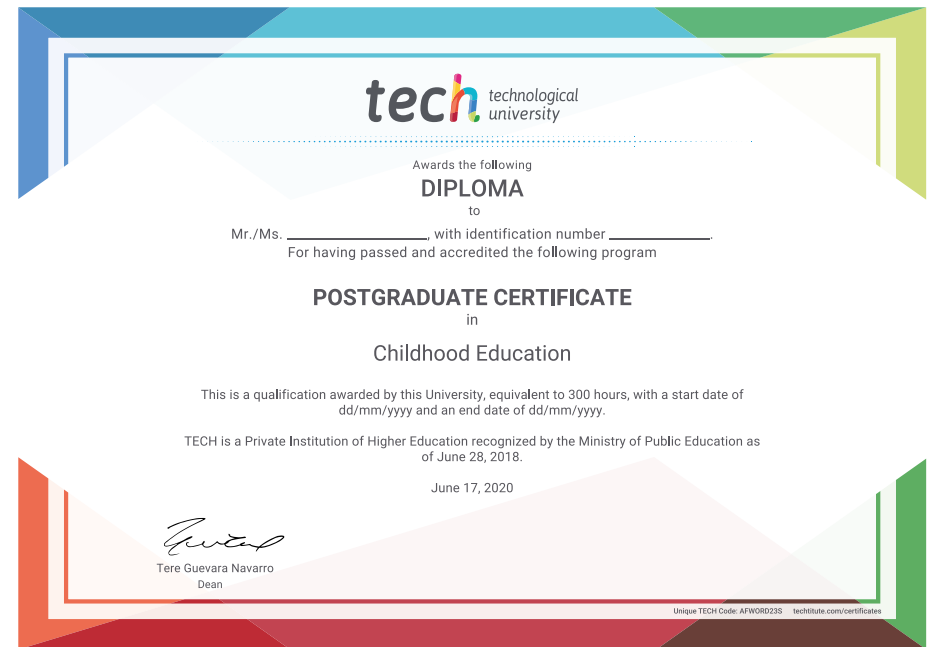 tech technological
university
Awards the following
DIPLOMA
to
Mr./Ms. ____________________, with identification number ______________.
For having passed and accredited the following program
POSTGRADUATE CERTIFICATE
in
Childhood Education
This is a qualification awarded by this University, equivalent to 300 hours, with a start date of
dd/mm/yyyy and an end date of dd/mm/yyyy.
TECH is a Private Institution of Higher Education recognized by the Ministry of Public Education as
of June 28, 2018.
June 17, 2020
Tere Guevara Navarro
Dean
Unique TECH Code: AFWORD23S techtitute.com/certificates